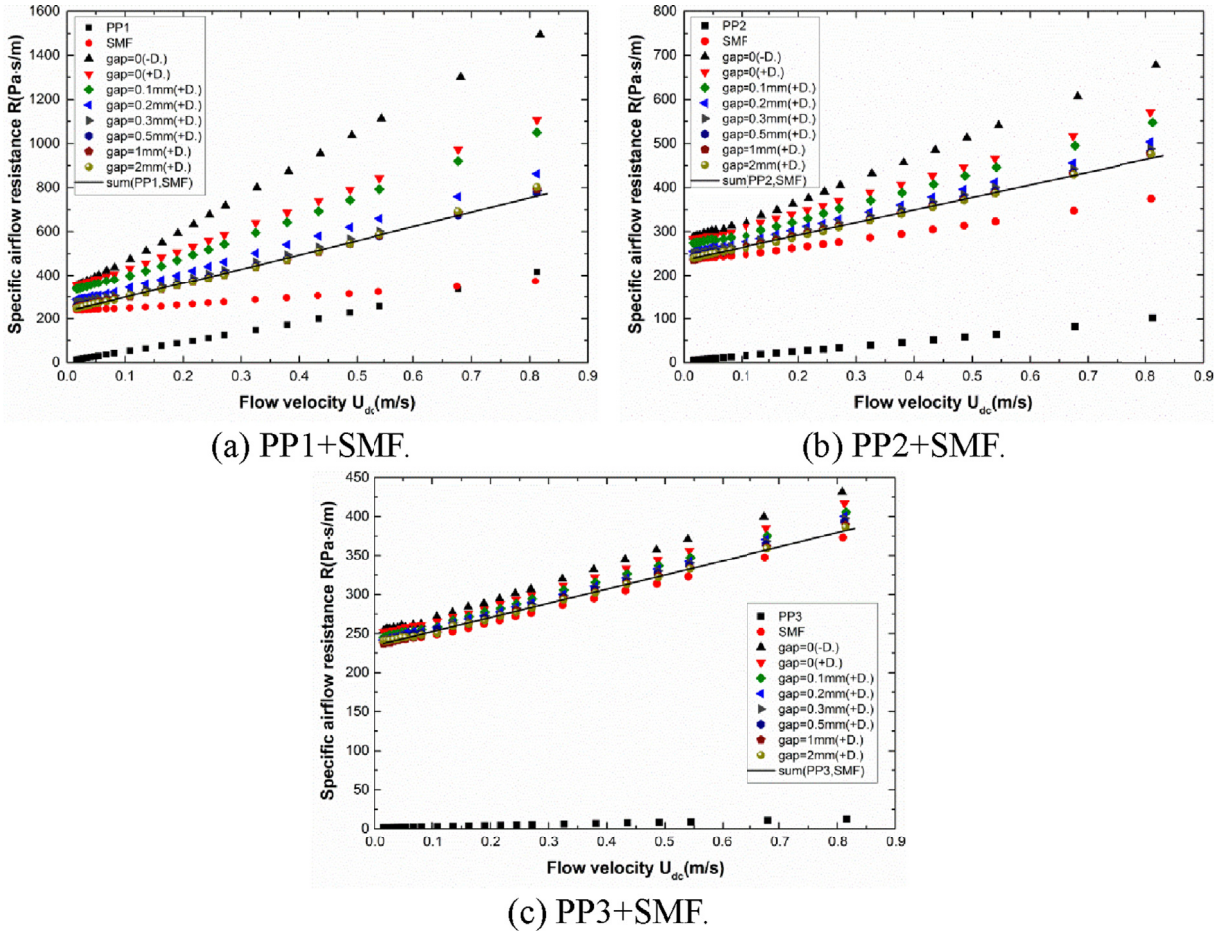 Specific airflow resistance R(Pa·s/m)
1600
1400
1200
1000
800
600
400
200
0
PP1
SMF
gap=0(-D.)
gap=0(+D.)
gap=0.1mm(+D.)
gap=0.2mm(+D.)
gap=0.3mm(+D.)
gap=0.5mm(+D.)
gap=1mm(+D.)
gap=2mm(+D.)
sum(PP1,SMF)
0.0 0.1 0.2 0.3 0.4 0.5 0.6 0.7 0.8 0.9
Flow velocity Udc(m/s)
(a) PP1+SMF.
Specific airflow resistance R(Pa·s/m)
800
700
600
500
400
300
200
100
0
PP2
SMF
gap=0(-D.)
gap=0(+D.)
gap=0.1mm(+D.)
gap=0.2mm(+D.)
gap=0.3mm(+D.)
gap=0.5mm(+D.)
gap=1mm(+D.)
gap=2mm(+D.)
sum(PP2,SMF)
0.0 0.1 0.2 0.3 0.4 0.5 0.6 0.7 0.8 0.9
Flow velocity Udc(m/s)
(b) PP2+SMF.
Specific airflow resistance R(Pa·s/m)
450
400
350
300
250
200
150
100
50
0
PP3
SMF
gap=0(-D.)
gap=0(+D.)
gap=0.1mm(+D.)
gap=0.2mm(+D.)
gap=0.3mm(+D.)
gap=0.5mm(+D.)
gap=1mm(+D.)
gap=2mm(+D.)
sum(PP3,SMF)
0.0 0.1 0.2 0.3 0.4 0.5 0.6 0.7 0.8 0.9
Flow velocity Udc(m/s)
(c) PP3+SMF.